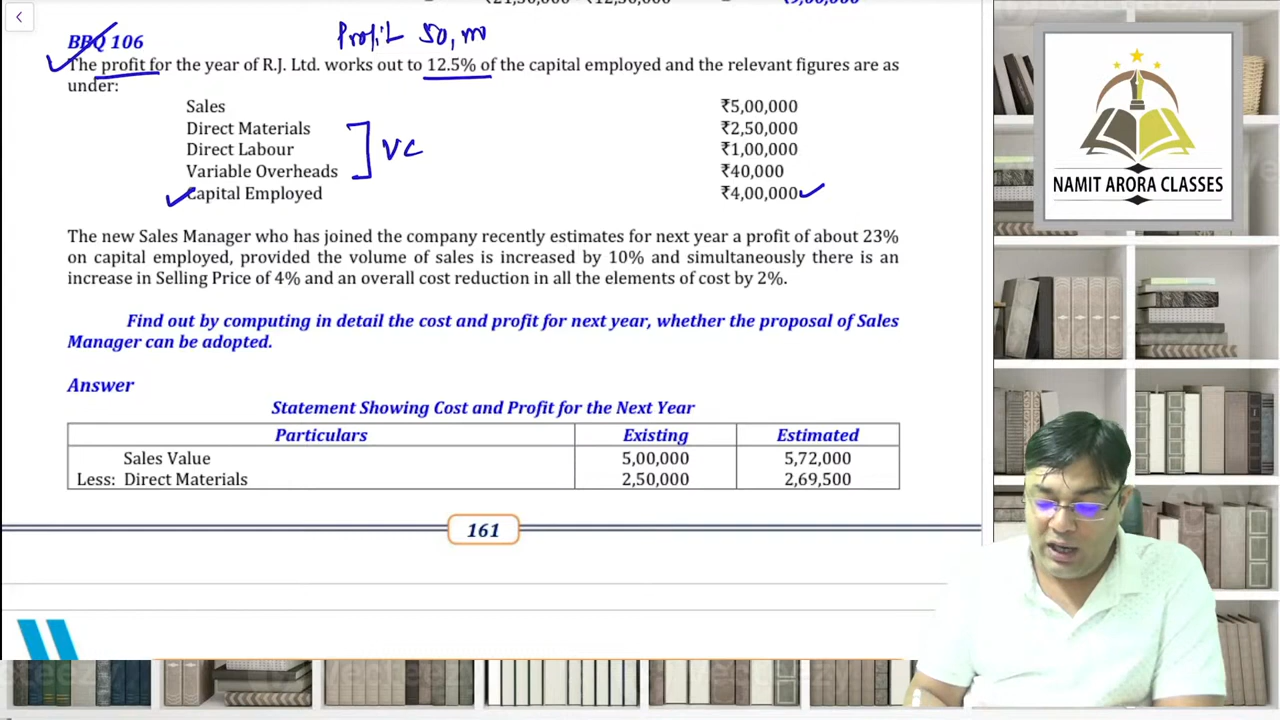 BBQ 106
Profit 50,000
The profit for the year of R.J. Ltd. works out to 12.5% of the capital employed and the relevant figures are as
under:
Sales ₹5,00,000
Direct Materials ₹2,50,000
Direct Labour ₹1,00,000
Variable Overheads ₹40,000
VC
Capital Employed ₹4,00,000
The new Sales Manager who has joined the company recently estimates for next year a profit of about 23%
on capital employed, provided the volume of sales is increased by 10% and simultaneously there is an
increase in Selling Price of 4% and an overall cost reduction in all the elements of cost by 2%.
Find out by computing in detail the cost and profit for next year, whether the proposal of Sales
Manager can be adopted.
Answer
Statement Showing Cost and Profit for the Next Year
Particulars Existing Estimated
Sales Value 5,00,000 5,72,000
Less: Direct Materials 2,50,000 2,69,500
161
NAMIT ARORA CLASSES